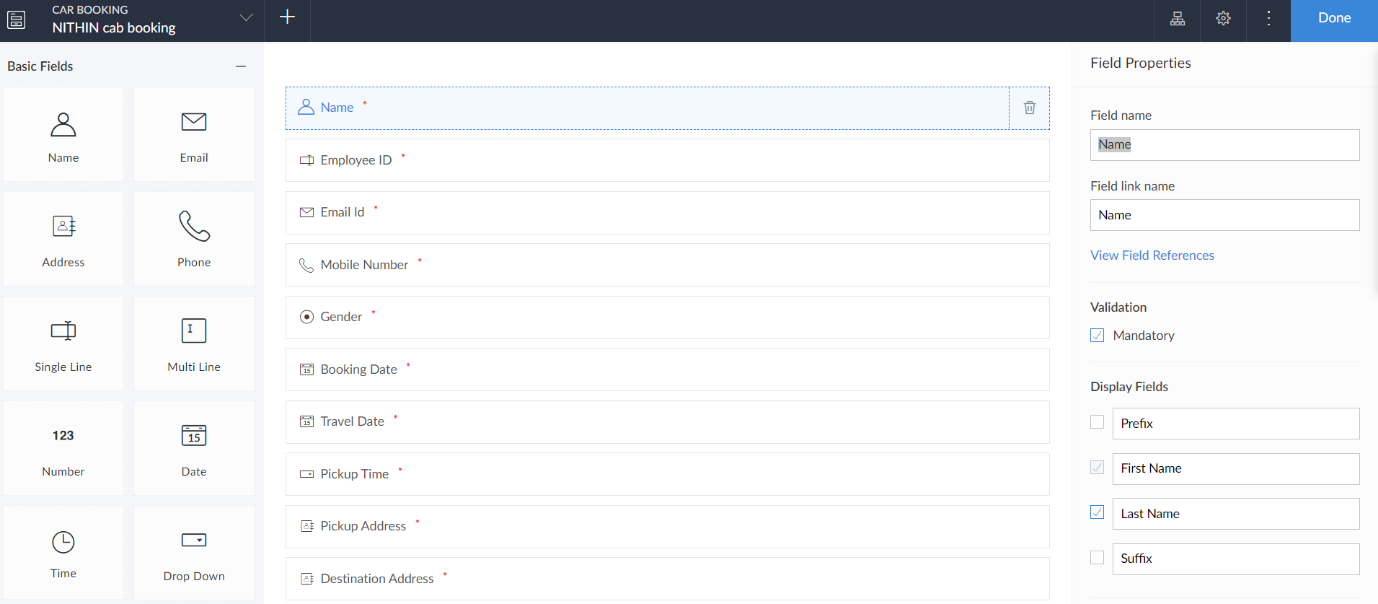 CAR BOOKING
NITHIN cab booking
Done
Basic Fields
Name
Email
Address
Phone
Single Line
Multi Line
123
Number
15
Date
Time
Drop Down
Name *
Employee ID *
Email Id *
Mobile Number *
Gender *
15 Booking Date *
15 Travel Date *
Pickup Time *
Pickup Address *
Destination Address *
Field Properties
Field name
Name
Field link name
Name
View Field References
Validation
Mandatory
Display Fields
Prefix
First Name
Last Name
Suffix